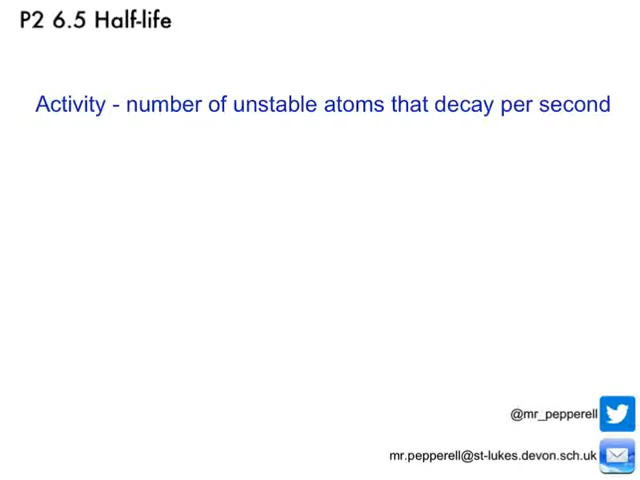 P2 6.5 Half-life
Activity - number of unstable atoms that decay per second
@mr_pepperell
mr.pepperell@st-lukes.devon.sch.uk